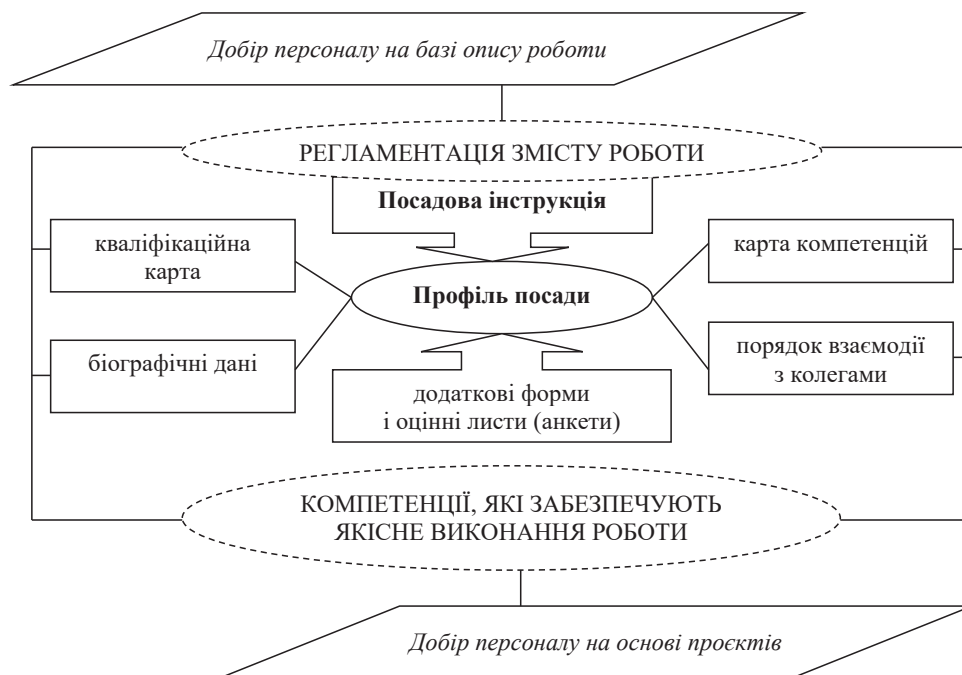 Добір персоналу на базі опису роботи
РЕГЛАМЕНТАЦІЯ ЗМІСТУ РОБОТИ
Посадова інструкція
кваліфікаційна
карта
карта компетенцій
Профіль посади
біографічні дані
порядок взаємодії
з колегами
додаткові форми
і оцінні листи (анкети)
КОМПЕТЕНЦІЇ, ЯКІ ЗАБЕЗПЕЧУЮТЬ
ЯКІСНЕ ВИКОНАННЯ РОБОТИ
Добір персоналу на основі проєктів